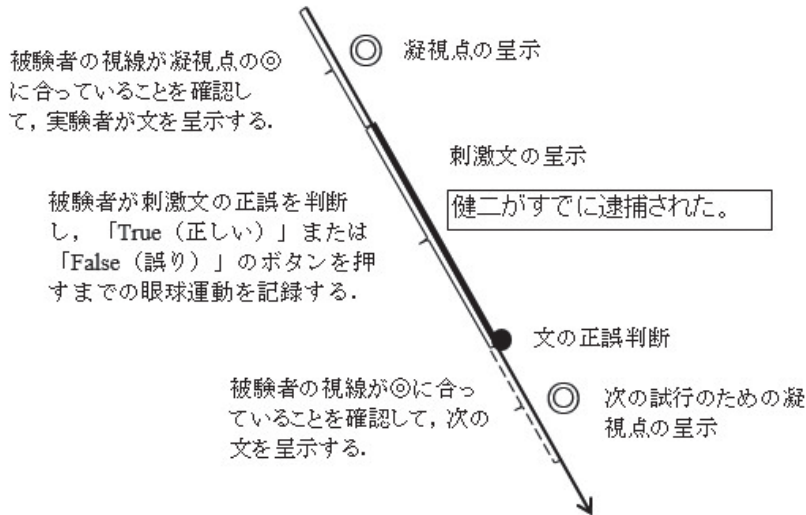 ◎ 凝視点の呈示
被験者の視線が凝視点の◎
に合っていることを確認し
て, 実験者が文を呈示する.
刺激文の呈示
健二がすでに逮捕された。
被験者が刺激文の正誤を判断
し, 「True（正しい）」または
「False（誤り）」のボタンを押
すまでの眼球運動を記録する.
文の正誤判断
被験者の視線が◎に合っ
ていることを確認して, 次の
文を呈示する.
◎ 次の試行のための凝
視点の呈示